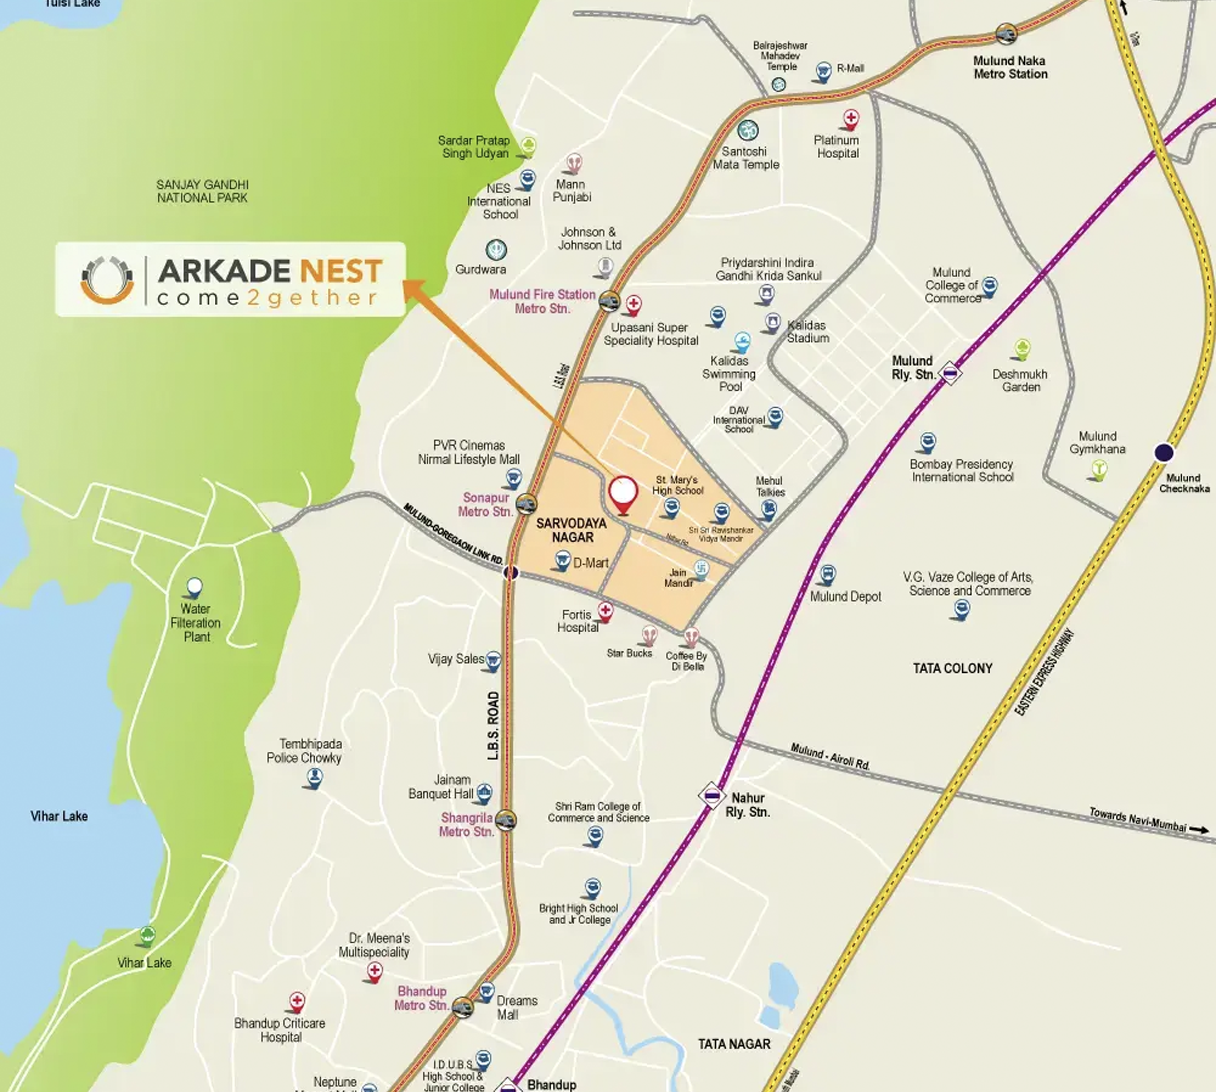 Tulsi Lake
Balrajeshwar
Mahadev
Temple
R-Mall
Mulund Naka
Metro Station
Sardar Pratap
Singh Udyan
Santoshi
Mata Temple
Platinum
Hospital
SANJAY GANDHI
NATIONAL PARK
NES
International
School
Mann
Punjabi
Johnson &
Johnson Ltd
Gurdwara
ARKADE NEST
come2gether
Mulund Fire Station
Metro Stn.
Priydarshini Indira
Gandhi Krida Sankul
Mulund
College of
Commerce
Upasani Super
Speciality Hospital
Kalidas
Stadium
Kalidas
Swimming
Pool
L.B.S. Road
Mulund
Rly. Stn.
Deshmukh
Garden
DAV
International
School
PVR Cinemas
Nirmal Lifestyle Mall
Mulund
Gymkhana
Bombay Presidency
International School
Mulund
Checknaka
Sonapur
Metro Stn.
St. Mary's
High School
Mehul
Talkies
MULUND-GOREGAON LINK RD.
SARVODAYA
NAGAR
Sri Sri Ravishankar
Vidya Mandir
D-Mart
Jain
Mandir
Water
Filteration
Plant
Mulund Depot
V.G. Vaze College of Arts,
Science and Commerce
Fortis
Hospital
Star Bucks
Coffee By
Di Bella
Vijay Sales
TATA COLONY
EASTERN EXPRESS HIGHWAY
L.B.S. ROAD
Tembhipada
Police Chowky
Mulund - Airoli Rd.
Jainam
Banquet Hall
Nahur
Rly. Stn.
Shangrila
Metro Stn.
Shri Ram College of
Commerce and Science
Towards Navi-Mumbai
Vihar Lake
Bright High School
and Jr College
Dr. Meena's
Multispeciality
Vihar Lake
Bhandup
Metro Stn.
Dreams
Mall
Bhandup Criticare
Hospital
TATA NAGAR
I.D.U.B.S.
High School &
Junior College
Neptune
Bhandup